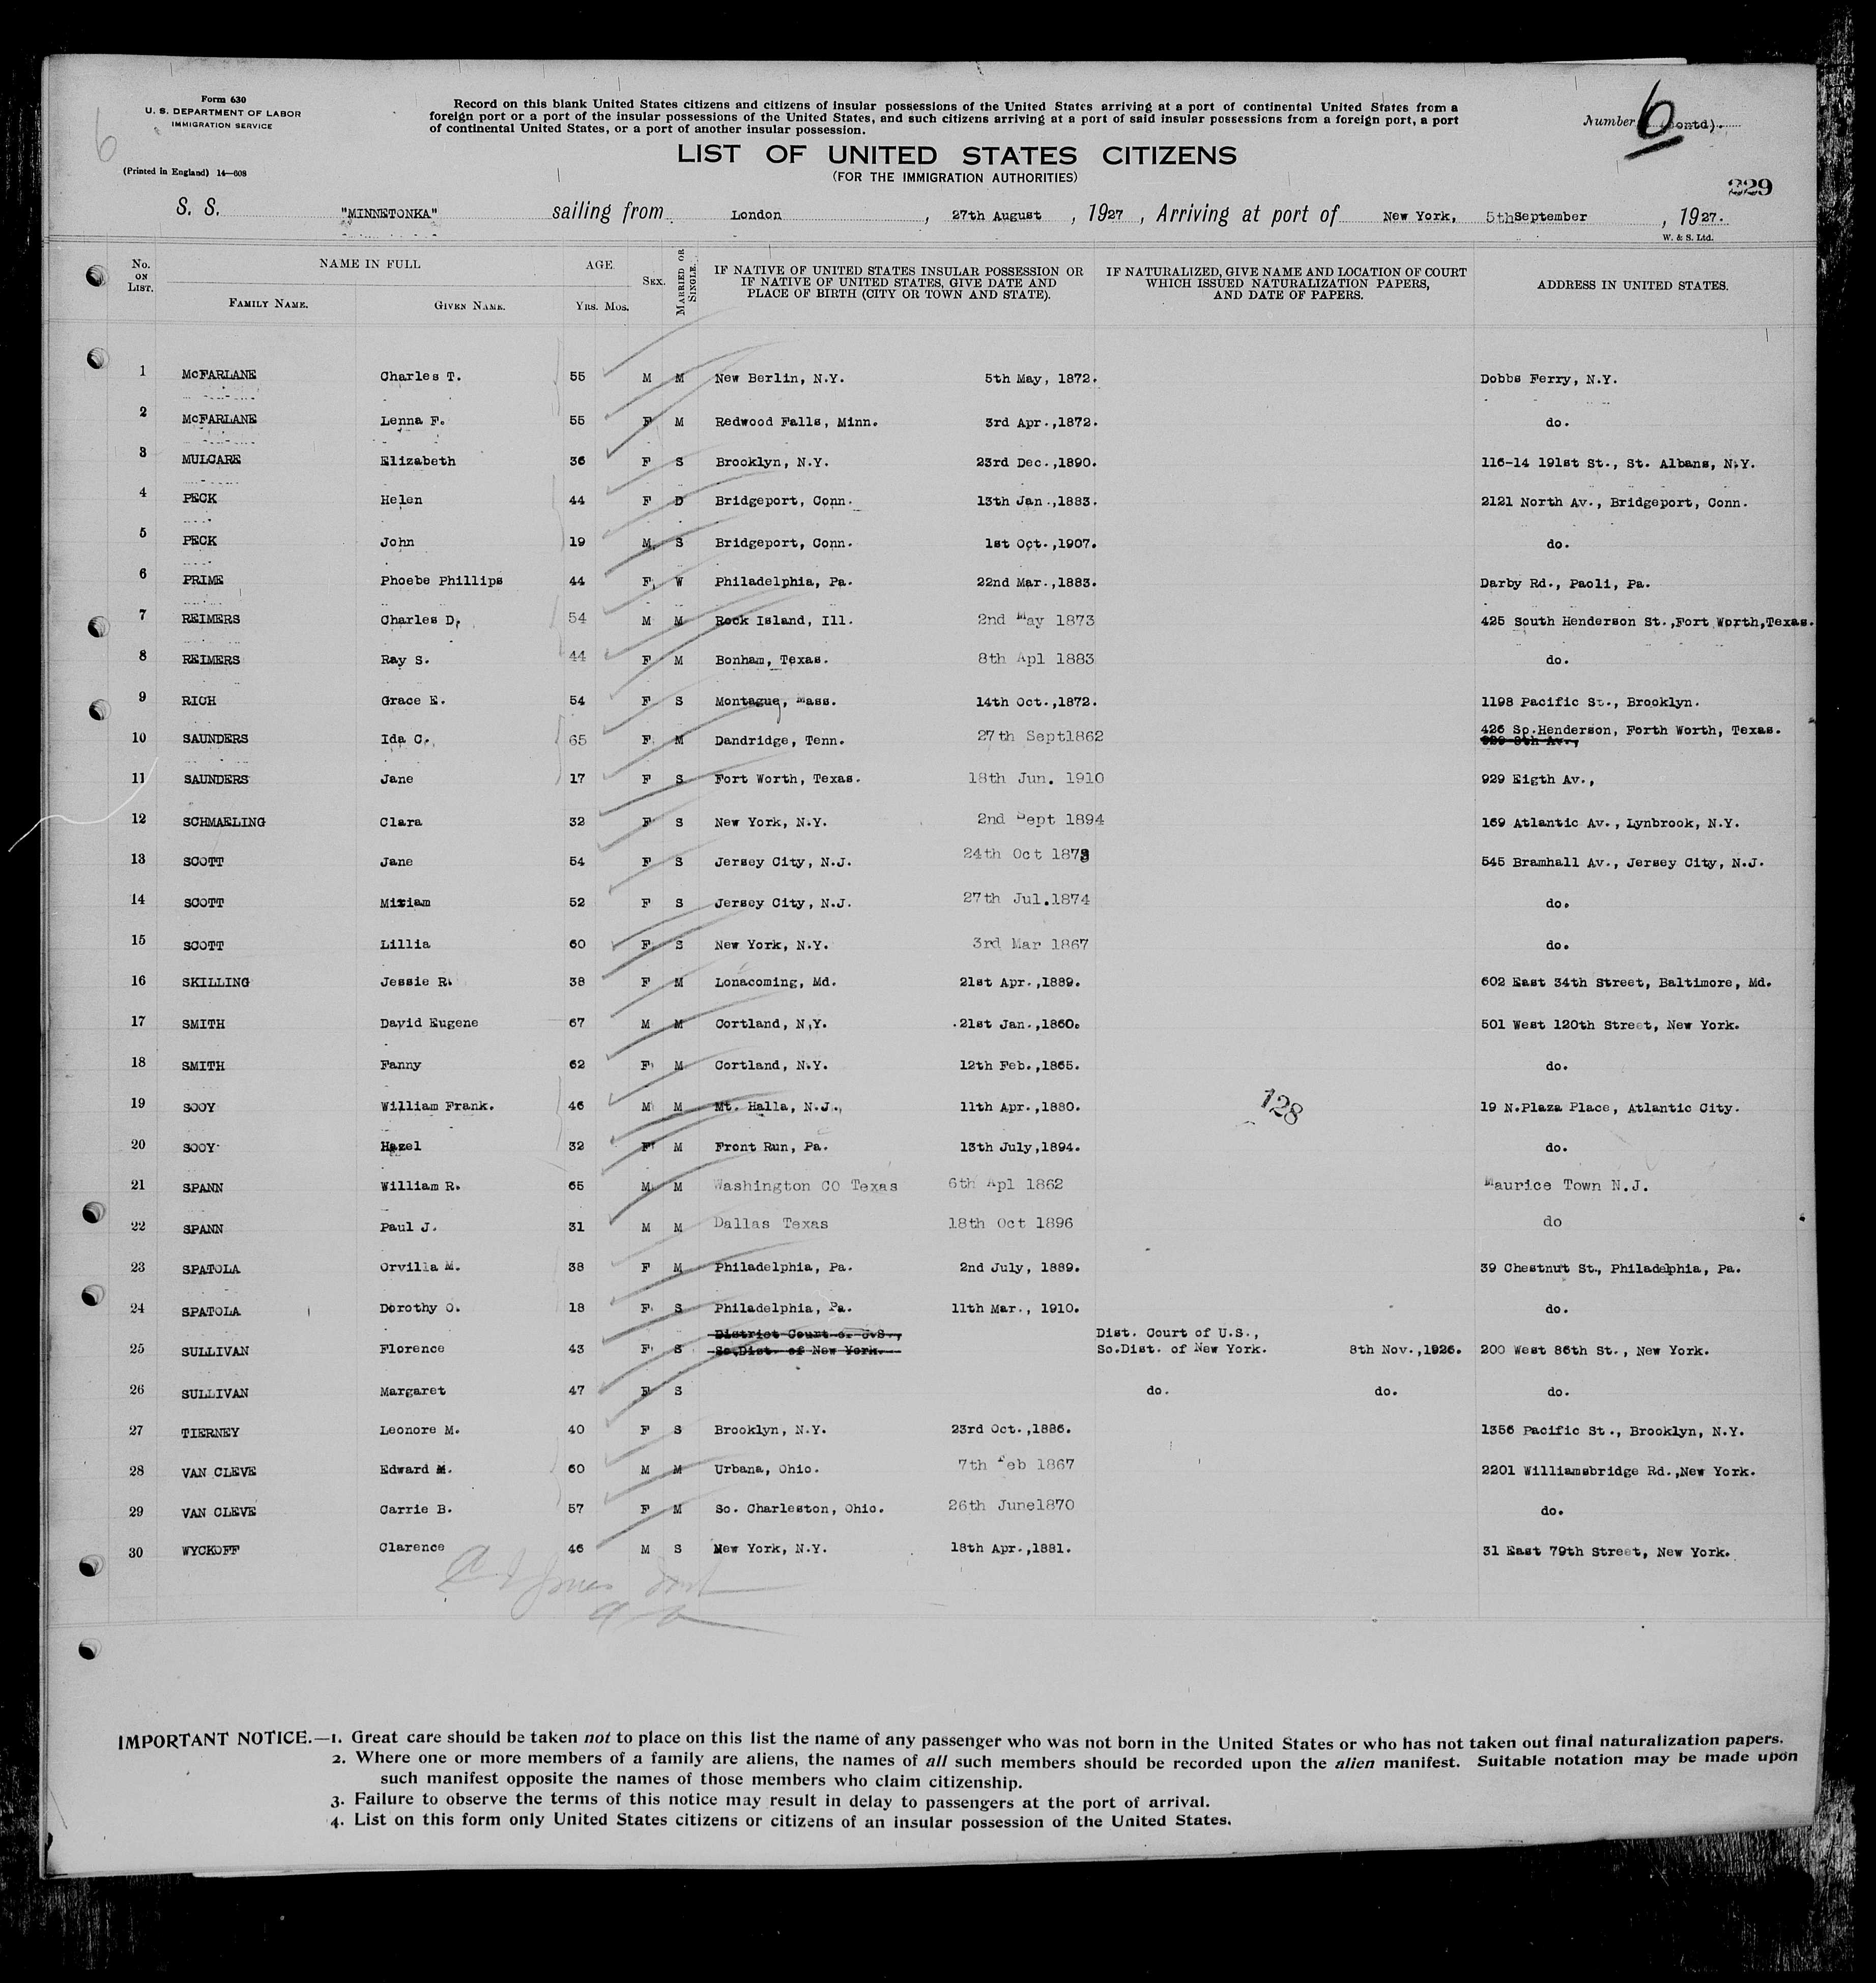 Form 630
U. S. DEPARTMENT OF LABOR
IMMIGRATION SERVICE
(Printed in England) 14—608
6
Record on this blank United States citizens and citizens of insular possessions of the United States arriving at a port of continental United States from a
foreign port or a port of the insular possessions of the United States, and such citizens arriving at a port of said insular possessions from a foreign port, a port
of continental United States, or a port of another insular possession.
Number 6 (Contd).
LIST OF UNITED STATES CITIZENS
(FOR THE IMMIGRATION AUTHORITIES)
229
S. S. "MINNETONKA" sailing from London, 27th August, 1927, Arriving at port of New York, 5th September, 1927.
W. & S. Ltd.
No. ON LIST. NAME IN FULL FAMILY NAME. GIVEN NAME. AGE. YRS. MOS. SEX. MARRIED OR SINGLE. IF NATIVE OF UNITED STATES INSULAR POSSESSION OR IF NATIVE OF UNITED STATES, GIVE DATE AND PLACE OF BIRTH (CITY OR TOWN AND STATE). IF NATURALIZED, GIVE NAME AND LOCATION OF COURT WHICH ISSUED NATURALIZATION PAPERS, AND DATE OF PAPERS. ADDRESS IN UNITED STATES.
1 McFARLANE Charles T. 55 M M New Berlin, N.Y. 5th May, 1872. Dobbs Ferry, N.Y.
2 McFARLANE Lenna F. 55 F M Redwood Falls, Minn. 3rd Apr.,1872. do.
3 MULCARE Elizabeth 36 F S Brooklyn, N.Y. 23rd Dec.,1890. 116-14 191st St., St. Albans, N.Y.
4 PECK Helen 44 F D Bridgeport, Conn. 13th Jan.,1883. 2121 North Av., Bridgeport, Conn.
5 PECK John 19 M S Bridgeport, Conn. 1st Oct.,1907. do.
6 PRIME Phoebe Phillips 44 F W Philadelphia, Pa. 22nd Mar.,1883. Darby Rd., Paoli, Pa.
7 REIMERS Charles D. 54 M M Rock Island, Ill. 2nd May 1873 425 South Henderson St.,Fort Worth,Texas.
8 REIMERS Ray S. 44 F M Bonham, Texas. 8th Apl 1883 do.
9 RICH Grace E. 54 F S Montague, Mass. 14th Oct.,1872. 1198 Pacific St., Brooklyn.
10 SAUNDERS Ida C. 65 F M Dandridge, Tenn. 27th Sept1862 426 So.Henderson, Forth Worth, Texas.
929 8th Av.,
11 SAUNDERS Jane 17 F S Fort Worth, Texas. 18th Jun. 1910 929 Eigth Av.,
12 SCHMAELING Clara 32 F S New York, N.Y. 2nd Sept 1894 169 Atlantic Av., Lynbrook, N.Y.
13 SCOTT Jane 54 F S Jersey City, N.J. 24th Oct 1873 545 Bramhall Av., Jersey City, N.J.
14 SCOTT Miriam 52 F S Jersey City, N.J. 27th Jul.1874 do.
15 SCOTT Lillia 60 F S New York, N.Y. 3rd Mar 1867 do.
16 SKILLING Jessie R. 38 F M Lonacoming, Md. 21st Apr.,1889. 602 East 34th Street, Baltimore, Md.
17 SMITH David Eugene 67 M M Cortland, N.Y. 21st Jan.,1860. 501 West 120th Street, New York.
18 SMITH Fanny 62 F M Cortland, N.Y. 12th Feb.,1865. do.
19 SOOY William Frank. 46 M M Mt. Halla, N.J., 11th Apr.,1880. 128 19 N.Plaza Place, Atlantic City.
20 SOOY Hazel 32 F M Front Run, Pa. 13th July,1894. do.
21 SPANN William R. 65 M M Washington CO Texas 6th Apl 1862 Maurice Town N.J.
22 SPANN Paul J. 31 M M Dallas Texas 18th Oct 1896 do
23 SPATOLA Orvilla M. 38 F M Philadelphia, Pa. 2nd July, 1889. 39 Chestnut St., Philadelphia, Pa.
24 SPATOLA Dorothy O. 18 F S Philadelphia, Pa. 11th Mar., 1910. do.
District Court of U.S., Dist. Court of U.S.,
25 SULLIVAN Florence 43 F S So.Dist. of New York. So.Dist. of New York. 8th Nov.,1926. 200 West 86th St., New York.
26 SULLIVAN Margaret 47 F S do. do. do.
27 TIERNEY Leonore M. 40 F S Brooklyn, N.Y. 23rd Oct.,1886. 1356 Pacific St., Brooklyn, N.Y.
28 VAN CLEVE Edward M. 60 M M Urbana, Ohio. 7th Feb 1867 2201 Williamsbridge Rd.,New York.
29 VAN CLEVE Carrie B. 57 F M So. Charleston, Ohio. 26th June1870 do.
30 WYCKOFF Clarence 46 M S New York, N.Y. 18th Apr.,1881. 31 East 79th Street, New York.
IMPORTANT NOTICE.—1. Great care should be taken not to place on this list the name of any passenger who was not born in the United States or who has not taken out final naturalization papers.
2. Where one or more members of a family are aliens, the names of all such members should be recorded upon the alien manifest. Suitable notation may be made upon
such manifest opposite the names of those members who claim citizenship.
3. Failure to observe the terms of this notice may result in delay to passengers at the port of arrival.
4. List on this form only United States citizens or citizens of an insular possession of the United States.